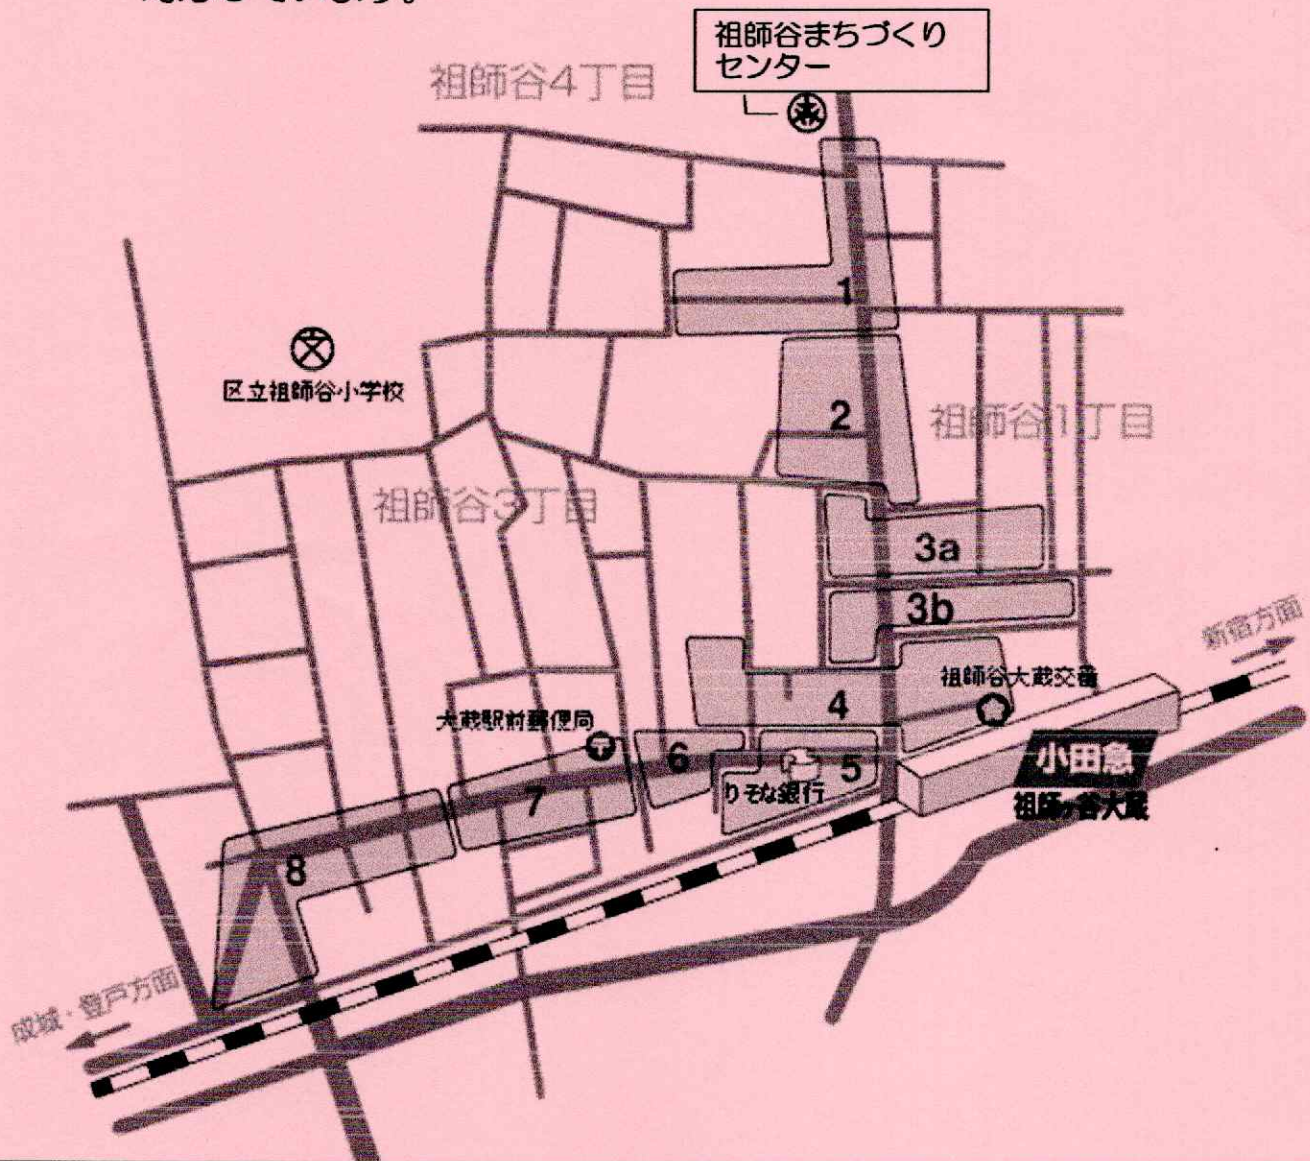 祖師谷まちづくり
センター
祖師谷4丁目
1
区立祖師谷小学校
2
祖師谷1丁目
祖師谷3丁目
3a
3b
新宿方面
祖師谷大蔵交番
4
大蔵駅前郵便局
6
5
小田急
りそな銀行
7
祖師ヶ谷大蔵
8
成城・登戸方面